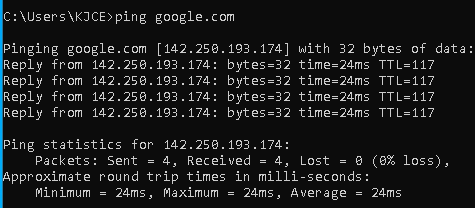 C:\Users\KJCE>ping google.com
Pinging google.com [142.250.193.174] with 32 bytes of data:
Reply from 142.250.193.174: bytes=32 time=24ms TTL=117
Reply from 142.250.193.174: bytes=32 time=24ms TTL=117
Reply from 142.250.193.174: bytes=32 time=24ms TTL=117
Reply from 142.250.193.174: bytes=32 time=24ms TTL=117
Ping statistics for 142.250.193.174:
Packets: Sent = 4, Received = 4, Lost = 0 (0% loss),
Approximate round trip times in milli-seconds:
Minimum = 24ms, Maximum = 24ms, Average = 24ms